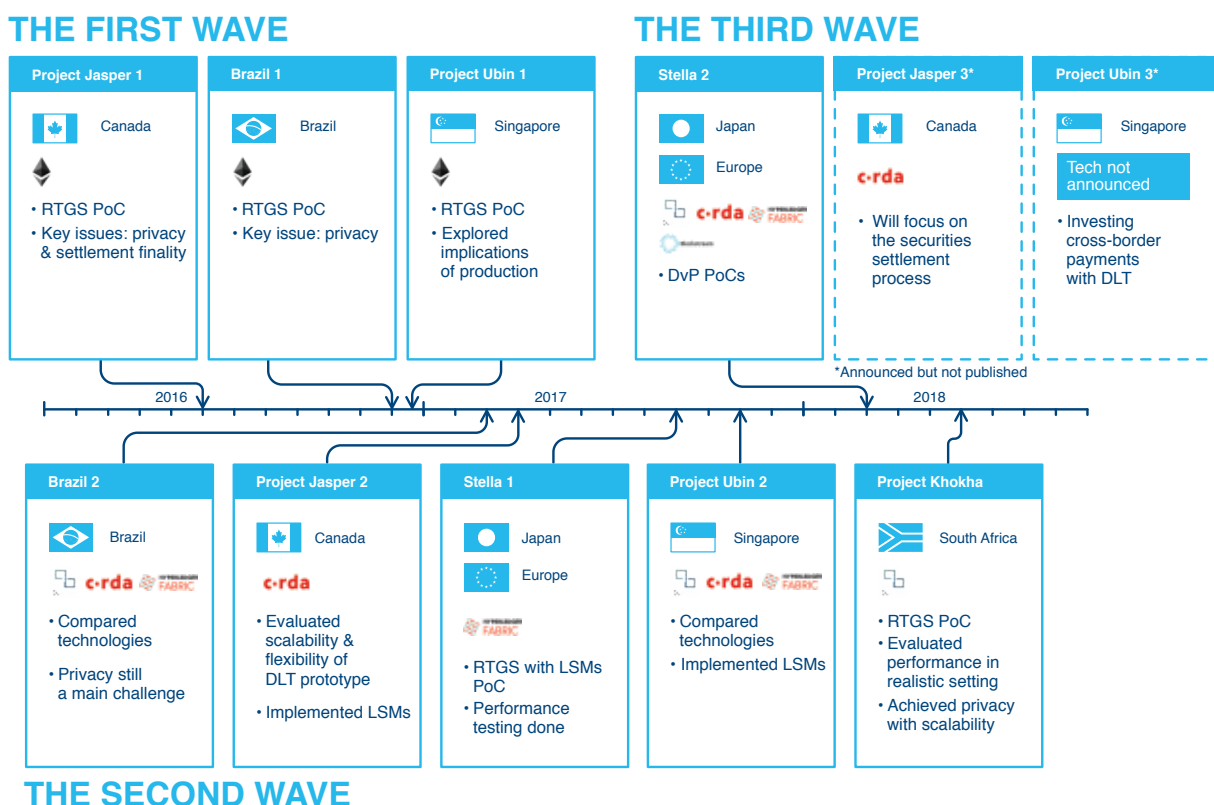 THE FIRST WAVE
Project Jasper 1
Canada
• RTGS PoC
• Key issues: privacy
& settlement finality
Brazil 1
Brazil
• RTGS PoC
• Key issue: privacy
Project Ubin 1
Singapore
• RTGS PoC
• Explored
implications
of production
THE THIRD WAVE
Stella 2
Japan
Europe
c·rda
FABRIC
• DvP PoCs
Project Jasper 3*
Canada
c·rda
• Will focus on
the securities
settlement
process
Project Ubin 3*
Singapore
Tech not
announced
• Investing
cross-border
payments
with DLT
*Announced but not published
2016
2017
2018
Brazil 2
Brazil
c·rda
FABRIC
• Compared
technologies
• Privacy still
a main challenge
Project Jasper 2
Canada
c·rda
• Evaluated
scalability &
flexibility of
DLT prototype
• Implemented LSMs
Stella 1
Japan
Europe
FABRIC
• RTGS with LSMs
PoC
• Performance
testing done
Project Ubin 2
Singapore
c·rda
FABRIC
• Compared
technologies
• Implemented LSMs
Project Khokha
South Africa
• RTGS PoC
• Evaluated
performance in
realistic setting
• Achieved privacy
with scalability
THE SECOND WAVE